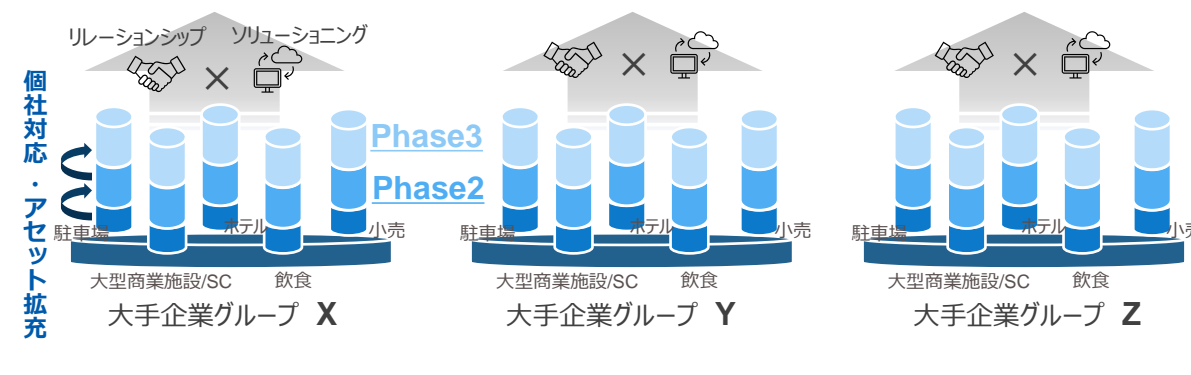 リレーションシップ
ソリューショニング
×
個社対応・アセット拡充
Phase3
Phase2
駐車場
ホテル
小売
大型商業施設/SC
飲食
大手企業グループ X
×
駐車場
ホテル
小売
大型商業施設/SC
飲食
大手企業グループ Y
×
駐車場
ホテル
小売
大型商業施設/SC
飲食
大手企業グループ Z